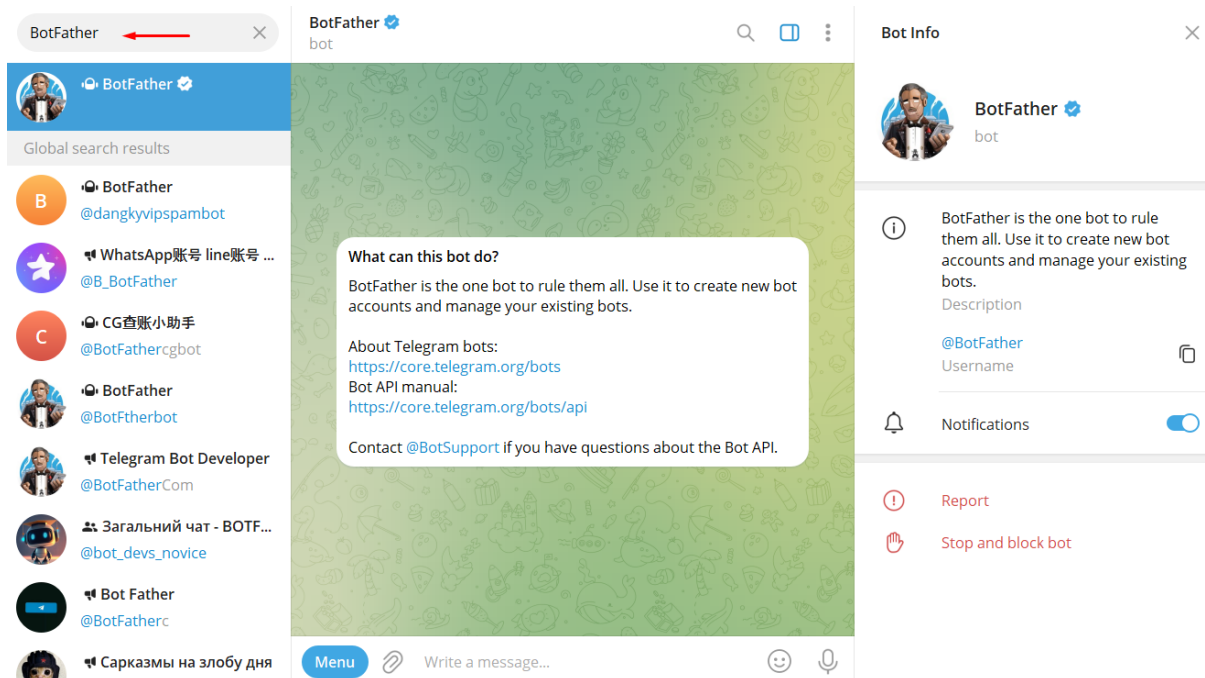 BotFather
BotFather
Global search results
BotFather
@dangkyvipspambot
WhatsApp账号 line账号 ...
@B_BotFather
CG查账小助手
@BotFathercgbot
BotFather
@BotFtherbot
Telegram Bot Developer
@BotFatherCom
Загальний чат - BOTF...
@bot_devs_novice
Bot Father
@BotFatherc
Сарказмы на злобу дня
BotFather
bot
What can this bot do?
BotFather is the one bot to rule them all. Use it to create new bot
accounts and manage your existing bots.
About Telegram bots:
https://core.telegram.org/bots
Bot API manual:
https://core.telegram.org/bots/api
Contact @BotSupport if you have questions about the Bot API.
Menu
Write a message...
Bot Info
BotFather
bot
BotFather is the one bot to rule
them all. Use it to create new bot
accounts and manage your existing
bots.
Description
@BotFather
Username
Notifications
Report
Stop and block bot
B
C